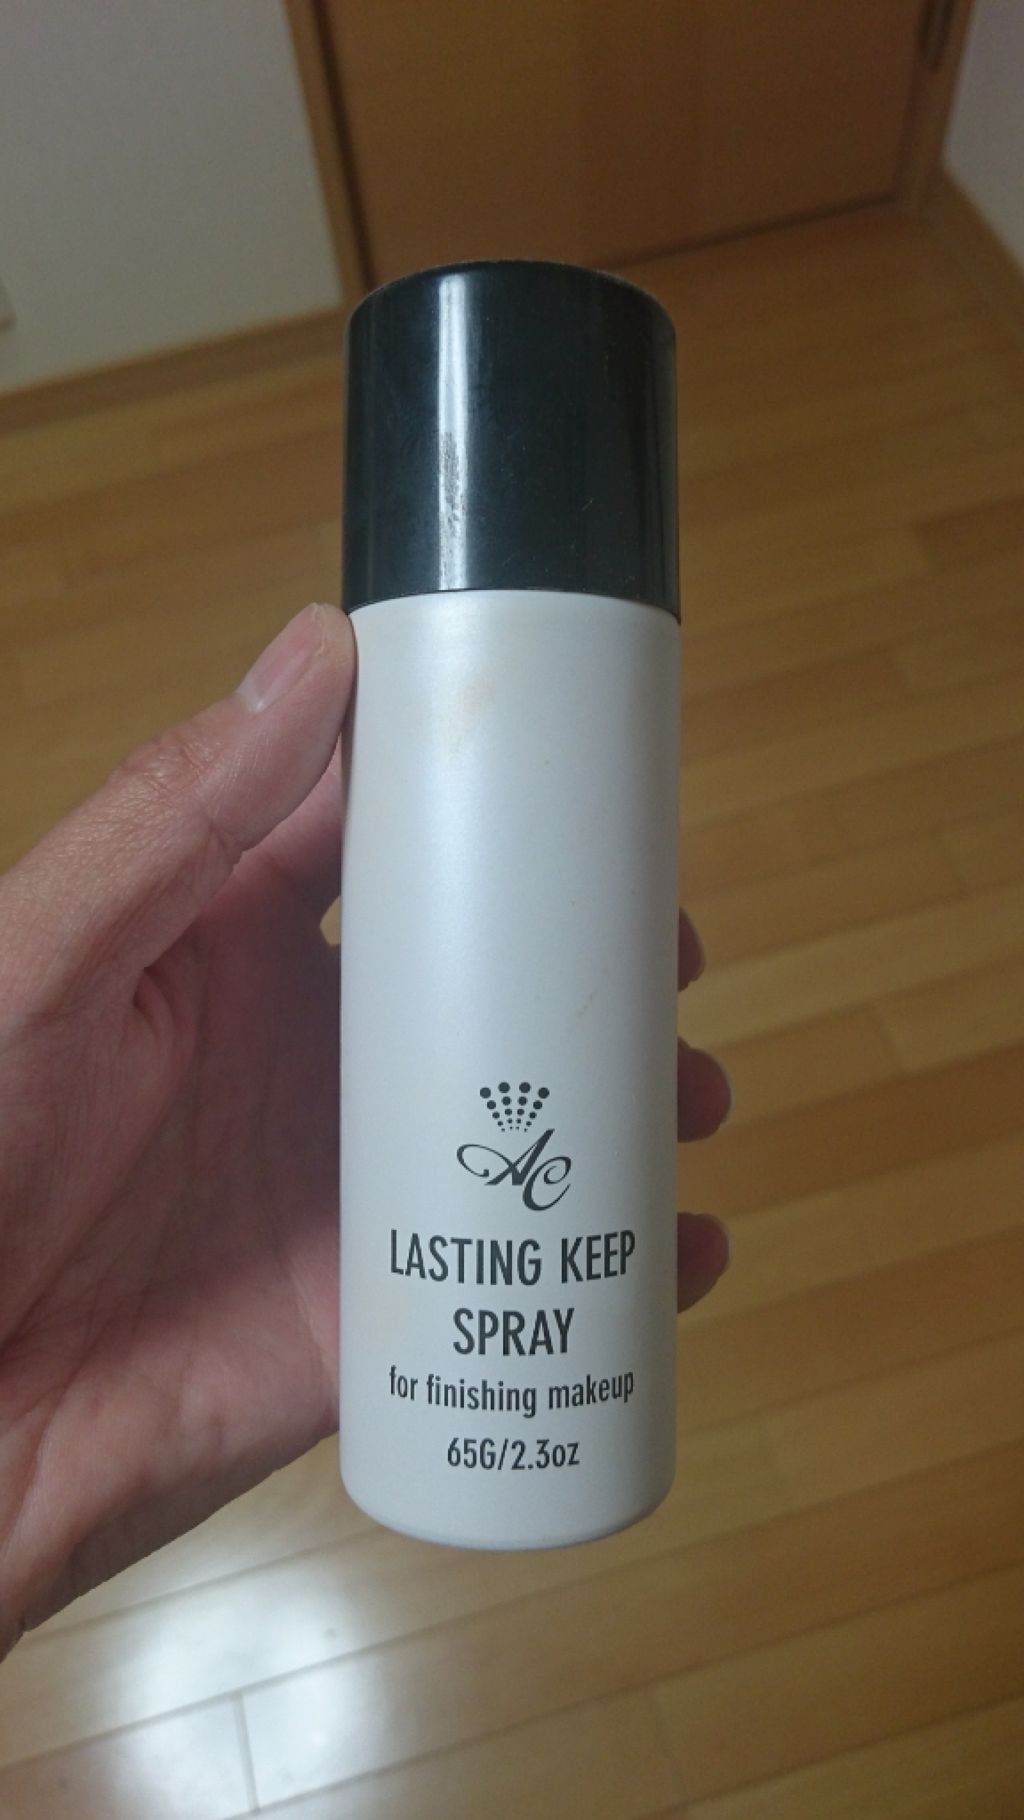 AC
LASTING KEEP
SPRAY
for finishing makeup
65G/2.3oz